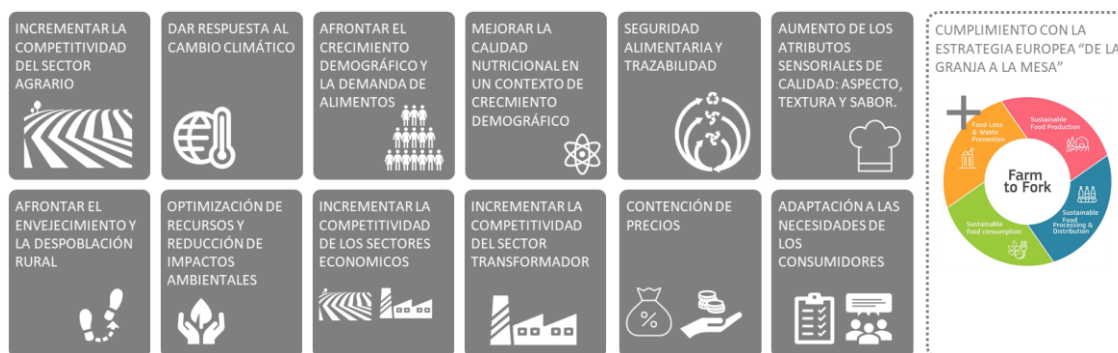 INCREMENTAR LA
COMPETITIVIDAD
DEL SECTOR
AGRARIO
DAR RESPUESTA AL
CAMBIO CLIMÁTICO
AFRONTAR EL
CRECIMIENTO
DEMOGRÁFICO Y
LA DEMANDA DE
ALIMENTOS
MEJORAR LA
CALIDAD
NUTRICIONAL EN
UN CONTEXTO DE
CRECMIENTO
DEMOGRÁFICO
SEGURIDAD
ALIMENTARIA Y
TRAZABILIDAD
AUMENTO DE LOS
ATRIBUTOS
SENSORIALES
DE CALIDAD: ASPECTO,
TEXTURA Y SABOR.
CUMPLIMIENTO CON LA
ESTRATEGIA EUROPEA “DE LA
GRANJA A LA MESA”
Food Loss
& Waste
Prevention
Sustainable
Food Production
Farm
to Fork
Sustainable
food consumption
Sustainable
Food
Processing &
Distribution
AFRONTAR EL
ENVEJECIMIENTO Y
LA DESPOBLACIÓN
RURAL
OPTIMIZACIÓN DE
RECURSOS Y
REDUCCIÓN DE
IMPACTOS
AMBIENTALES
INCREMENTAR LA
COMPETITIVIDAD
DE LOS SECTORES
ECONOMICOS
INCREMENTAR LA
COMPETITIVIDAD
DEL SECTOR
TRANSFORMADOR
CONTENCIÓN DE
PRECIOS
%
ADAPTACIÓN A LAS
NECESIDADES DE
LOS
CONSUMIDORES